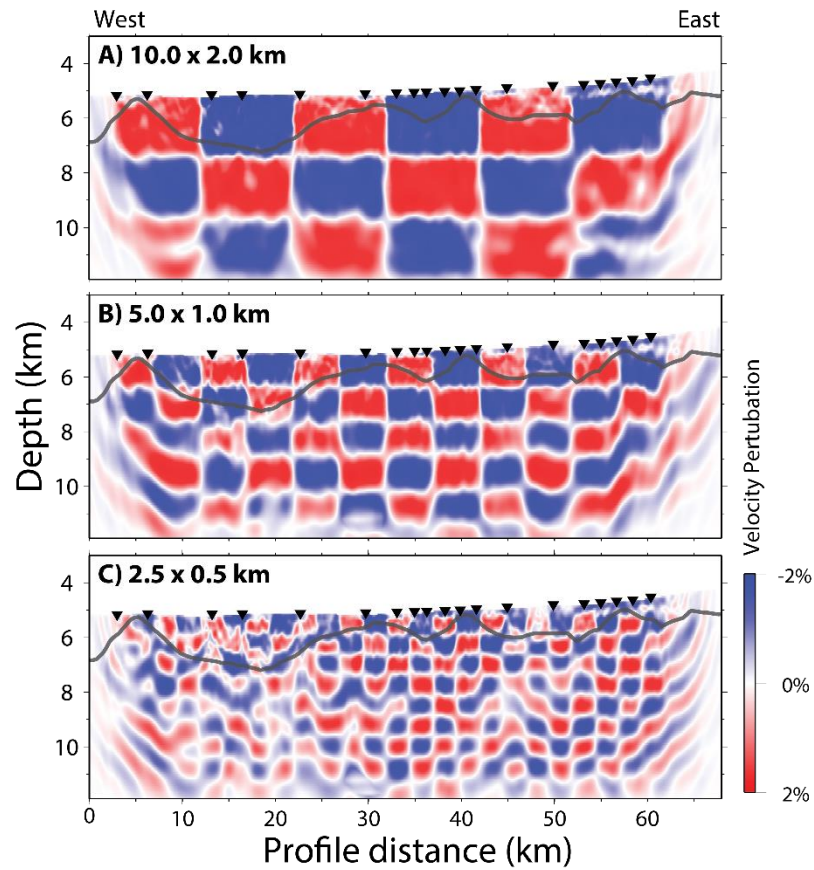 West
East
A) 10.0 x 2.0 km
4
6
8
10
B) 5.0 x 1.0 km
4
6
8
10
C) 2.5 x 0.5 km
4
6
8
10
Depth (km)
Velocity Pertubation
-2%
0%
2%
0 10 20 30 40 50 60
Profile distance (km)